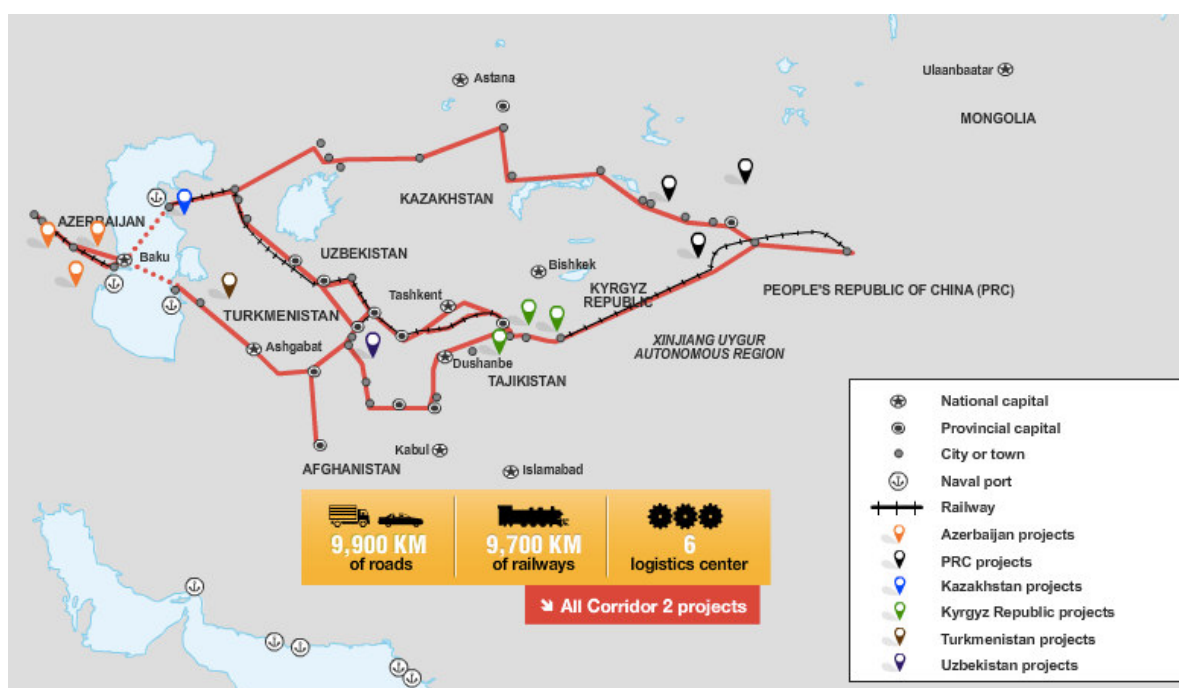 Astana
Ulaanbaatar
MONGOLIA
KAZAKHSTAN
AZERBAIJAN
Baku
UZBEKISTAN
Bishkek
KYRGYZ
REPUBLIC
PEOPLE'S REPUBLIC OF CHINA (PRC)
Tashkent
TURKMENISTAN
XINJIANG UYGUR
AUTONOMOUS REGION
Ashgabat
Dushanbe
TAJIKISTAN
Kabul
AFGHANISTAN
Islamabad
9,900 KM
of roads
9,700 KM
of railways
6
logistics center
All Corridor 2 projects
National capital
Provincial capital
City or town
Naval port
Railway
Azerbaijan projects
PRC projects
Kazakhstan projects
Kyrgyz Republic projects
Turkmenistan projects
Uzbekistan projects